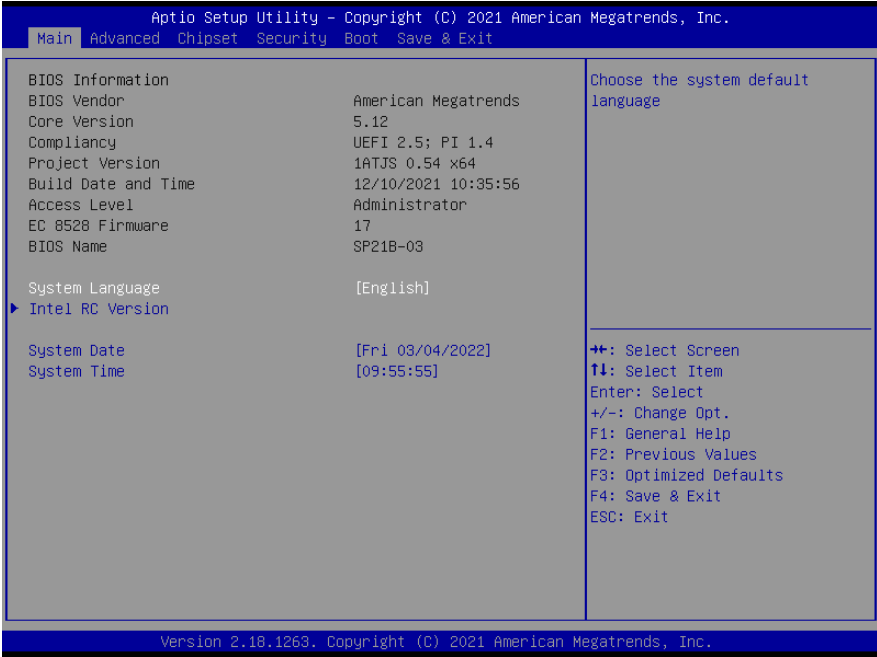 Aptio Setup Utility – Copyright (C) 2021 American Megatrends, Inc.
Main Advanced Chipset Security Boot Save & Exit
BIOS Information
BIOS Vendor American Megatrends
Core Version 5.12
Compliancy UEFI 2.5; PI 1.4
Project Version 1ATJS 0.54 x64
Build Date and Time 12/10/2021 10:35:56
Access Level Administrator
EC 8528 Firmware 17
BIOS Name SP21B-03
System Language [English]
Intel RC Version
System Date [Fri 03/04/2022]
System Time [09:55:55]
Choose the system default
language
→←: Select Screen
↑↓: Select Item
Enter: Select
+/-: Change Opt.
F1: General Help
F2: Previous Values
F3: Optimized Defaults
F4: Save & Exit
ESC: Exit
Version 2.18.1263. Copyright (C) 2021 American Megatrends, Inc.